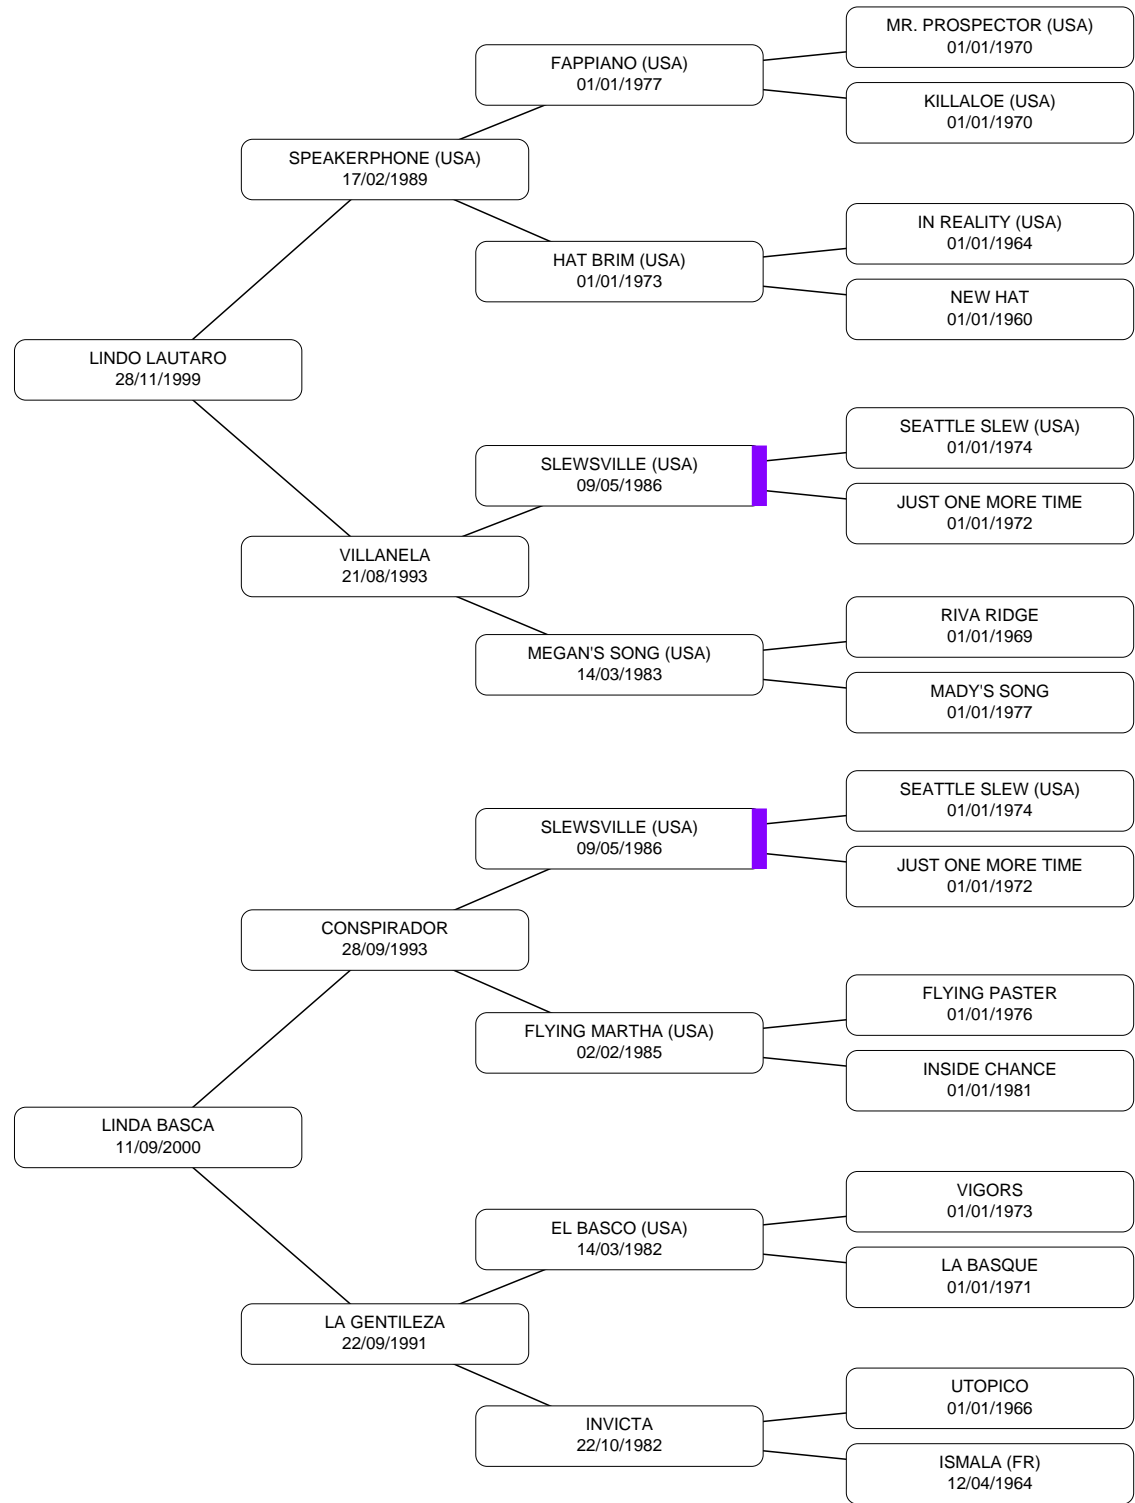 MR. PROSPECTOR (USA)
01/01/1970
FAPPIANO (USA)
01/01/1977
KILLALOE (USA)
01/01/1970
SPEAKERPHONE (USA)
17/02/1989
IN REALITY (USA)
01/01/1964
HAT BRIM (USA)
01/01/1973
NEW HAT
01/01/1960
LINDO LAUTARO
28/11/1999
SEATTLE SLEW (USA)
01/01/1974
SLEWSVILLE (USA)
09/05/1986
JUST ONE MORE TIME
01/01/1972
VILLANELA
21/08/1993
RIVA RIDGE
01/01/1969
MEGAN'S SONG (USA)
14/03/1983
MADY'S SONG
01/01/1977
SEATTLE SLEW (USA)
01/01/1974
SLEWSVILLE (USA)
09/05/1986
JUST ONE MORE TIME
01/01/1972
CONSPIRADOR
28/09/1993
FLYING PASTER
01/01/1976
FLYING MARTHA (USA)
02/02/1985
INSIDE CHANCE
01/01/1981
LINDA BASCA
11/09/2000
VIGORS
01/01/1973
EL BASCO (USA)
14/03/1982
LA BASQUE
01/01/1971
LA GENTILEZA
22/09/1991
UTOPICO
01/01/1966
INVICTA
22/10/1982
ISMALA (FR)
12/04/1964